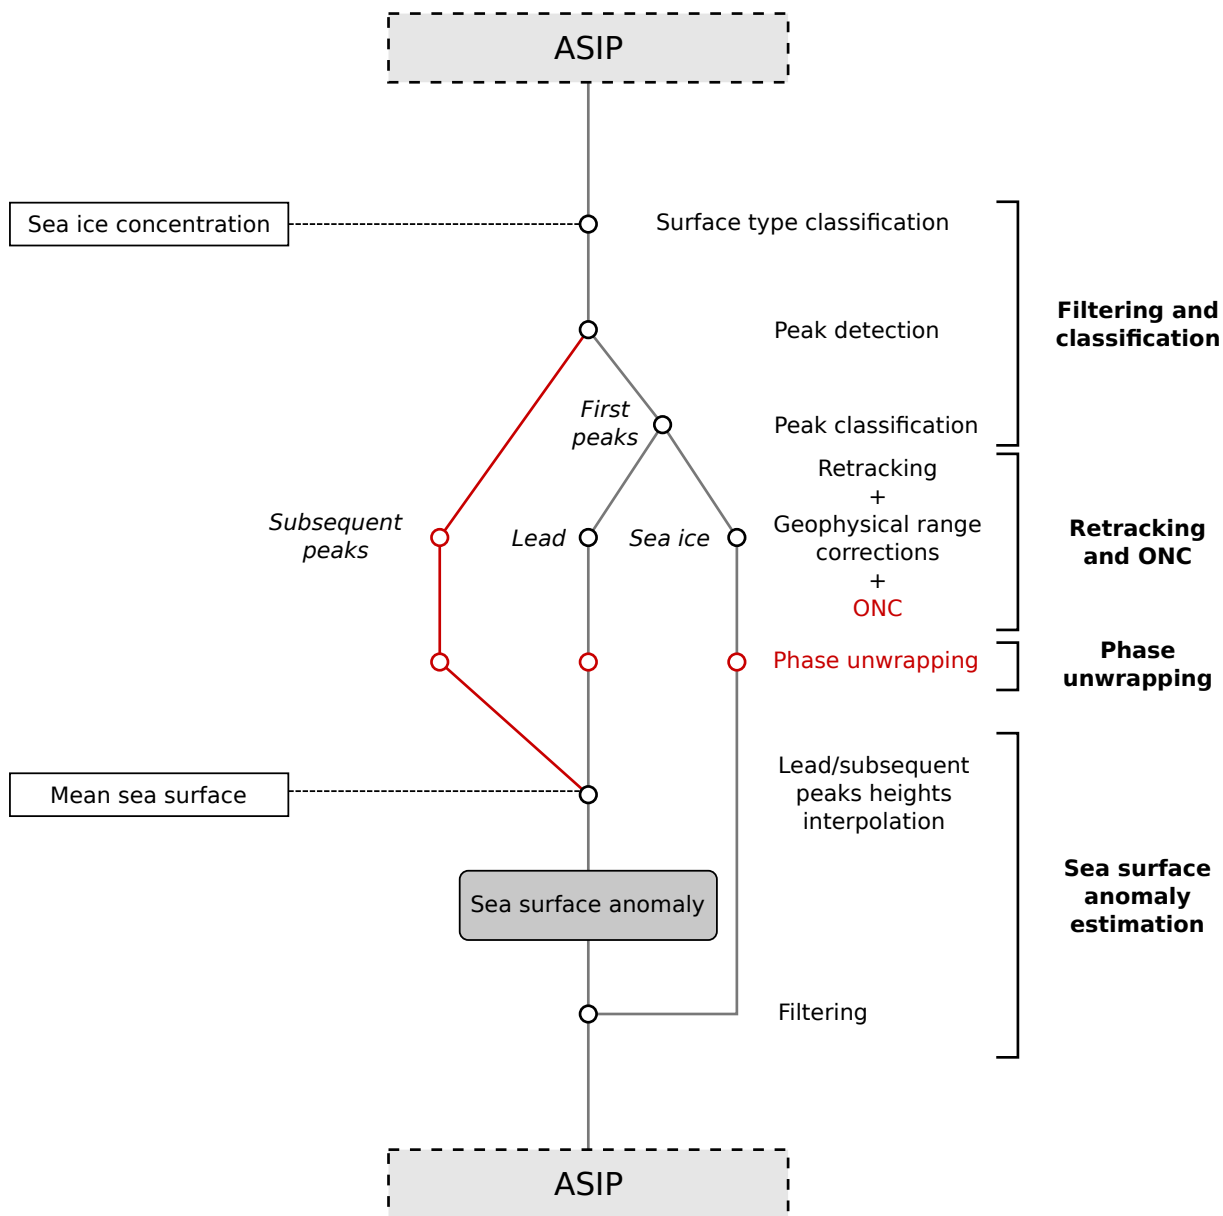 ASIP
Sea ice concentration
Surface type classification
Filtering and
classification
Peak detection
First
peaks
Peak classification
Retracking
+
Geophysical range
corrections
+
ONC
Retracking
and ONC
Subsequent
peaks
Lead
Sea ice
Phase unwrapping
Phase
unwrapping
Mean sea surface
Lead/subsequent
peaks heights
interpolation
Sea surface
anomaly
estimation
Sea surface anomaly
Filtering
ASIP